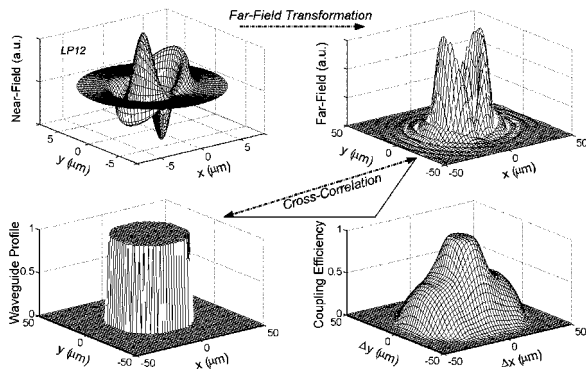 Far-Field Transformation
LP12
Near-Field (a.u.)
5
0
-5
y (μm)
-5
0
5
x (μm)
Far-Field (a.u.)
50
0
-50
y (μm)
-50
0
50
x (μm)
Cross-Correlation
Waveguide Profile
1
0.5
0
50
0
-50
y (μm)
-50
0
50
x (μm)
Coupling Efficiency
1
0.5
0
50
0
-50
Δy (μm)
-50
0
50
Δx (μm)